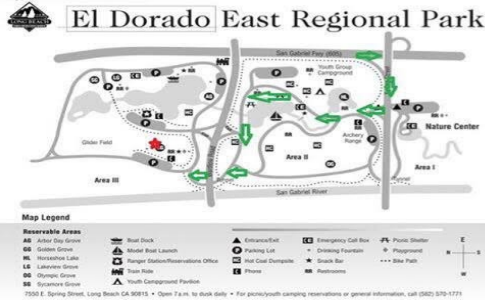 LONG BEACH
El Dorado East Regional Park
San Gabriel Fwy (605)
Youth Group
Campground
Nature Center
Archery
Range
Glider Field
Area II
Area I
Area III
San Gabriel River
Map Legend
Reservable Areas
AG Arbor Day Grove
GG Golden Grove
HL Horseshoe Lake
LG Lakeview Grove
OG Olympic Grove
SG Sycamore Grove
Boat Dock
Model Boat Launch
Ranger Station/Reservations Office
Train Ride
Youth Campground Pavilion
Entrance/Exit
P Parking Lot
HC Hot Coal Dumpsite
C Phone
CB Emergency Call Box
Drinking Fountain
Snack Bar
RR Restrooms
Picnic Shelter
Playground
Bike Path
N
W E
S
7550 E. Spring Street, Long Beach CA 90815 • Open 7 a.m. to dusk daily • For picnic/youth camping reservations or general information, call (562) 570-1771